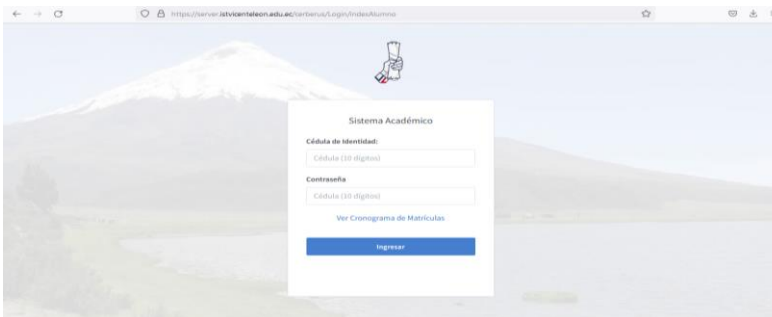 https://server.istvicenteleon.edu.ec/cerberus/Login/IndexAlumno
Sistema Académico
Cédula de Identidad:
Cédula (10 dígitos)
Contraseña
Cédula (10 dígitos)
Ver Cronograma de Matrículas
Ingresar